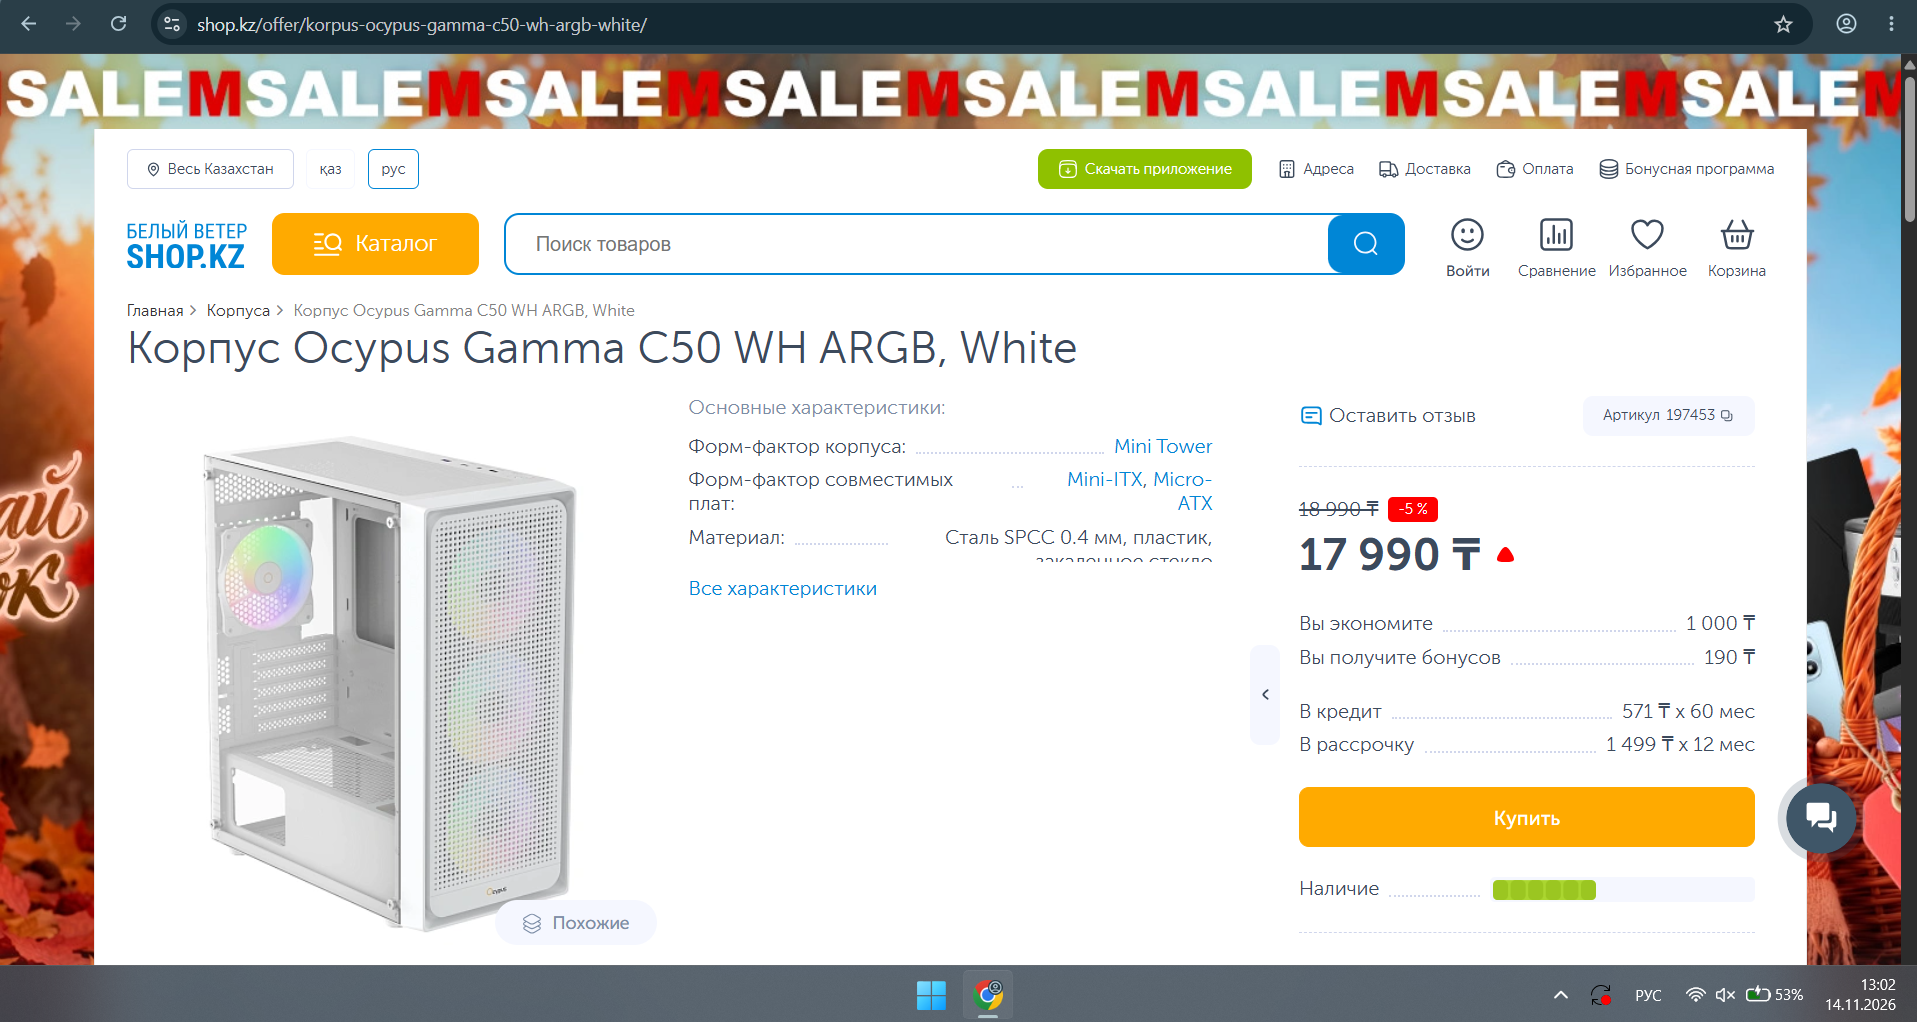 shop.kz/offer/korpus-ocypus-gamma-c50-wh-argb-white/
SALEMSALEMSALEMSALEMSALEMSALEMSALEMSALEM
Весь Казахстан
қаз
рус
Скачать приложение
Адреса
Доставка
Оплата
Бонусная программа
БЕЛЫЙ ВЕТЕР
SHOP.KZ
Каталог
Поиск товаров
Войти
Сравнение
Избранное
Корзина
Главная > Корпуса > Корпус Ocypus Gamma C50 WH ARGB, White
Корпус Ocypus Gamma C50 WH ARGB, White
Основные характеристики:
Форм-фактор корпуса: Mini Tower
Форм-фактор совместимых плат: Mini-ITX, Micro-
ATX
Материал: Сталь SPCC 0.4 мм, пластик,
закаленное стекло
Все характеристики
Оставить отзыв
Артикул 197453
18 990 ₸ -5 %
17 990 ₸
Вы экономите 1 000 ₸
Вы получите бонусов 190 ₸
В кредит 571 ₸ x 60 мес
В рассрочку 1 499 ₸ x 12 мес
Купить
Наличие
Ocypus
Похожие
РУС
53%
13:02
14.11.2026